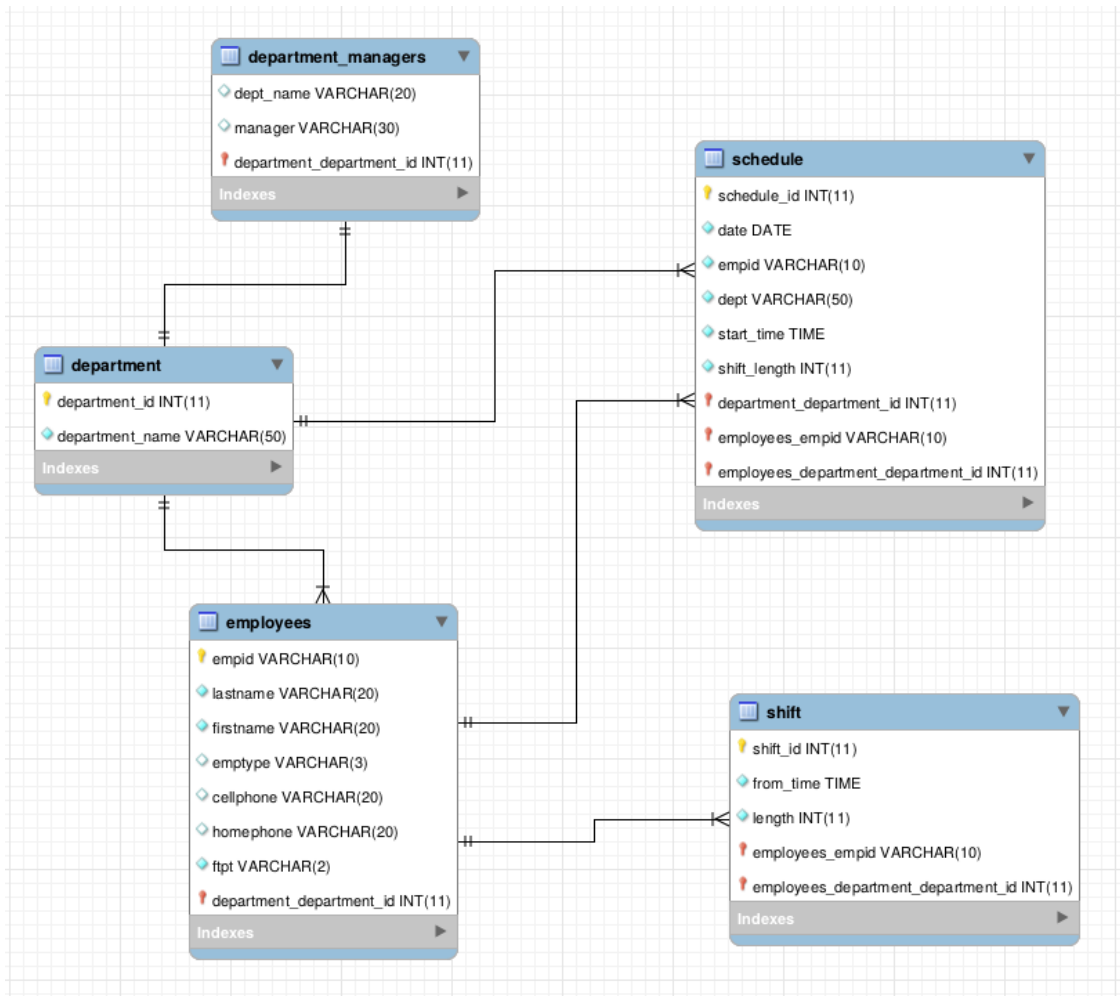 department_managers
dept_name VARCHAR(20)
manager VARCHAR(30)
department_department_id INT(11)
Indexes
schedule
schedule_id INT(11)
date DATE
empid VARCHAR(10)
dept VARCHAR(50)
start_time TIME
shift_length INT(11)
department_department_id INT(11)
employees_empid VARCHAR(10)
employees_department_department_id INT(11)
Indexes
department
department_id INT(11)
department_name VARCHAR(50)
Indexes
employees
empid VARCHAR(10)
lastname VARCHAR(20)
firstname VARCHAR(20)
emptype VARCHAR(3)
cellphone VARCHAR(20)
homephone VARCHAR(20)
ftpt VARCHAR(2)
department_department_id INT(11)
Indexes
shift
shift_id INT(11)
from_time TIME
length INT(11)
employees_empid VARCHAR(10)
employees_department_department_id INT(11)
Indexes